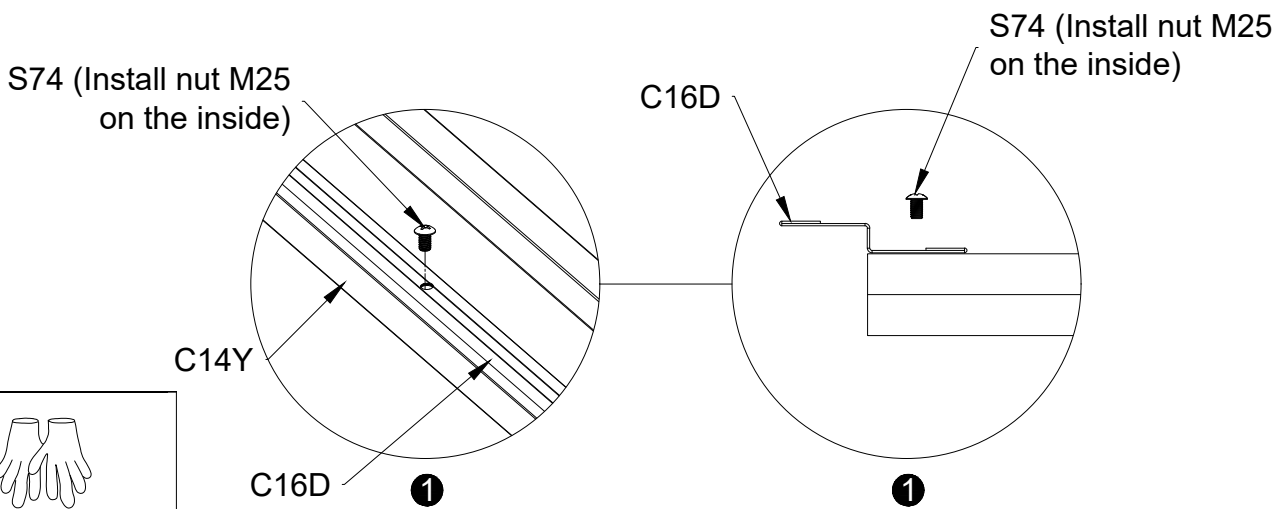 S74 (Install nut M25
on the inside)
S74 (Install nut M25
on the inside)
C16D
C14Y
C16D
1
1